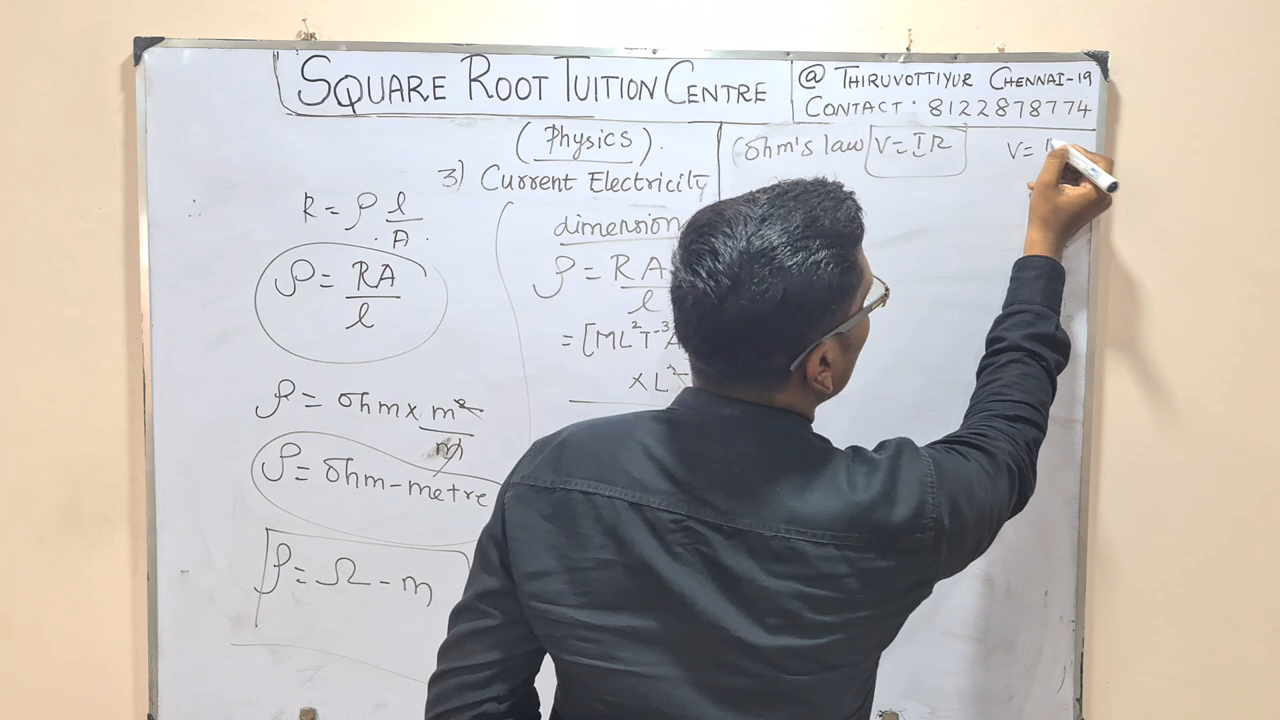 SQUARE ROOT TUITION CENTRE
@ THIRUVOTTIYUR CHENNAI-19
CONTACT : 8122878774
(Physics).
3) Current Electricity
R = ρ l/A.
ρ = RA/l
ρ = ohm x m²/m
ρ = ohm-metre
ρ = Ω - m
dimension
ρ = RA/l
= [ML²T⁻³A
x L²
(ohm's law V = IR
V =